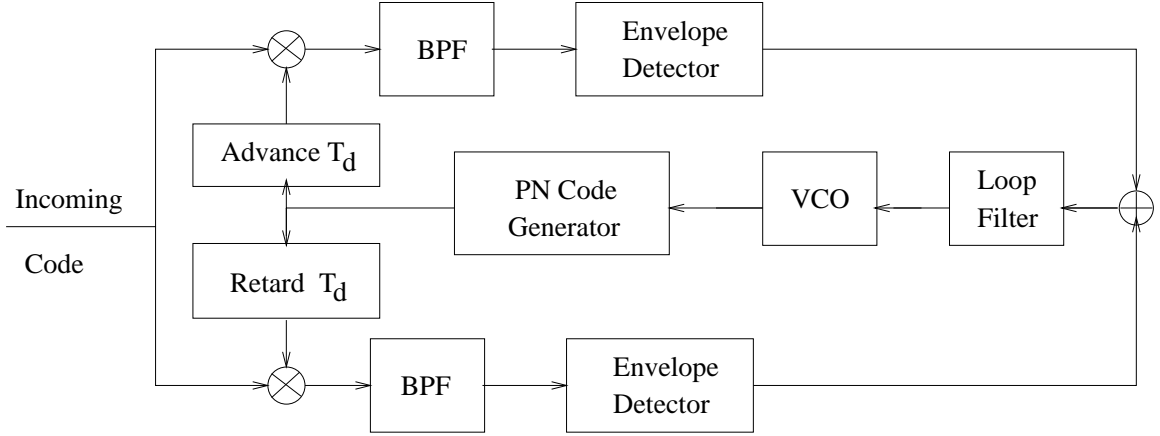 BPF
Envelope
Detector
Advance T_d
PN Code
Generator
VCO
Loop
Filter
Incoming
Code
Retard T_d
BPF
Envelope
Detector